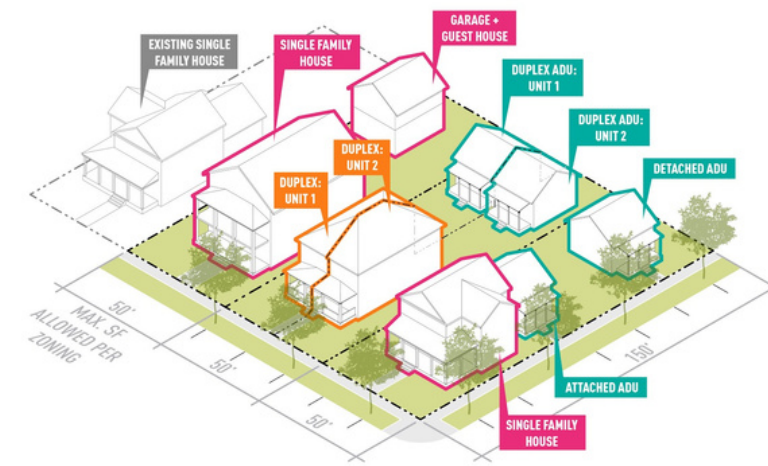 EXISTING SINGLE
FAMILY HOUSE
SINGLE FAMILY
HOUSE
GARAGE +
GUEST HOUSE
DUPLEX ADU:
UNIT 1
DUPLEX ADU:
UNIT 2
DETACHED ADU
DUPLEX:
UNIT 2
DUPLEX:
UNIT 1
50'
MAX. SF
ALLOWED PER
ZONING
50'
50'
150'
ATTACHED ADU
SINGLE FAMILY
HOUSE